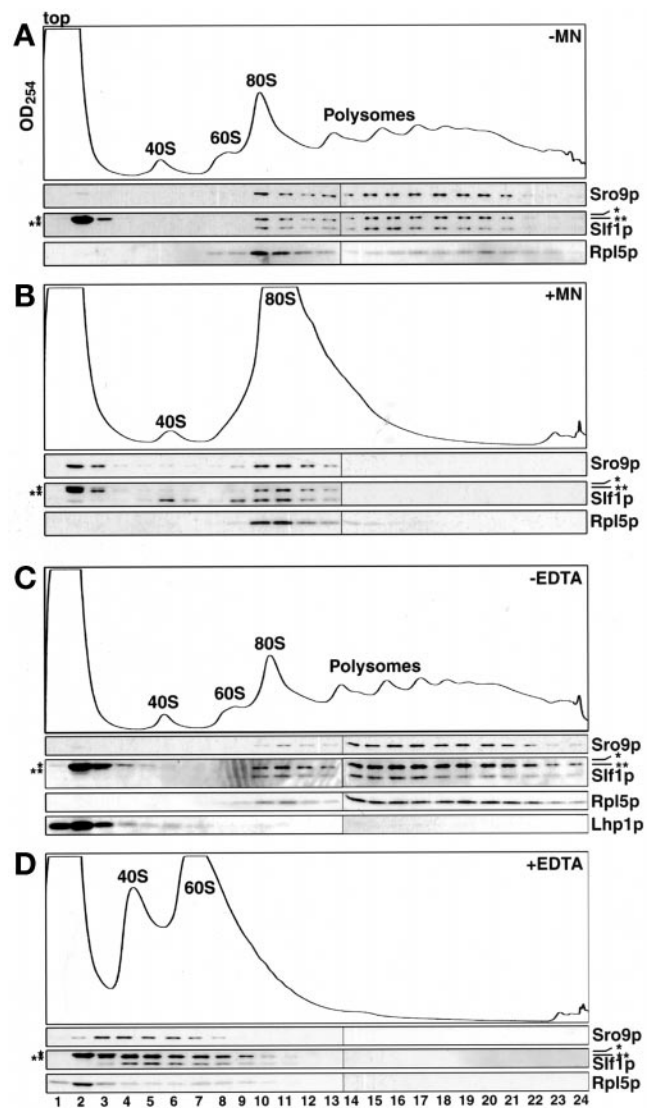 A
top
-MN
OD254
40S
60S
80S
Polysomes
Sro9p
*
** **
Slf1p
Rpl5p
B
+MN
80S
40S
Sro9p
*
** **
Slf1p
Rpl5p
C
-EDTA
40S
60S
80S
Polysomes
Sro9p
*
** **
Slf1p
Rpl5p
Lhp1p
D
+EDTA
40S
60S
Sro9p
*
** **
Slf1p
Rpl5p
1 2 3 4 5 6 7 8 9 10 11 12 13 14 15 16 17 18 19 20 21 22 23 24